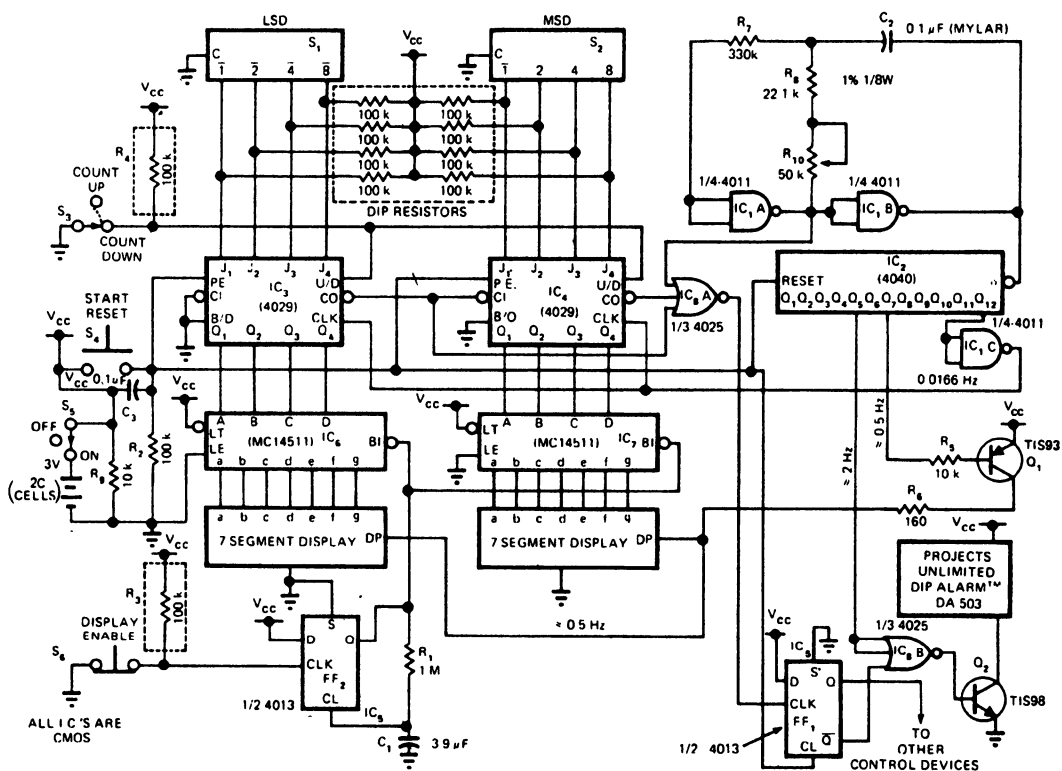 LSD
MSD
VCC
C S1
1 2 4 8
C S2
1 2 4 8
R7
330k
C2
0.1 µF (MYLAR)
R8
22.1 k
1% 1/8W
R10
50 k
VCC
R4
100 k
100 k 100 k
100 k 100 k
100 k 100 k
100 k 100 k
DIP RESISTORS
COUNT UP
S3
COUNT DOWN
1/4-4011
IC1 A
1/4 4011
IC1 B
J1 J2 J3 J4
PE U/D
CI IC3 CO
(4029)
B/D CLK
Q1 Q2 Q3 Q4
J1 J2 J3 J4
PE. U/D
CI IC4 CO
(4029)
B/D CLK
Q1 Q2 Q3 Q4
IC8 A
1/3 4025
IC2
(4040)
RESET
Q1 Q2 Q3 Q4 Q5 Q6 Q7 Q8 Q9 Q10 Q11 Q12
1/4-4011
IC1 C
0.0166 Hz
START RESET
VCC
S4
VCC
0.1µF
C3
S5
OFF
ON
3V
2C
(CELLS)
R9
10 k
R2
100 k
VCC
A B C D
LT (MC14511) IC6 BI
LE
a b c d e f g
VCC
A B C D
LT (MC14511) IC7 BI
LE
a b c d e f g
≈ 2 Hz
≈ 0.5 Hz
R5
10 k
VCC
TIS93
Q1
R6
160
a b c d e f g
7 SEGMENT DISPLAY DP
a b c d e f g
7 SEGMENT DISPLAY DP
VCC
PROJECTS
UNLIMITED
DIP ALARM™
DA 503
VCC
R3
100 k
DISPLAY ENABLE
S6
VCC
S
D Q
CLK
FF2
CL
1/2 4013
IC5
R1
1 M
C1
3.9 µF
≈ 0.5 Hz
VCC
IC5
S
D Q
CLK
FF1
Q
CL
1/2 4013
1/3 4025
IC8 B
Q2
TIS98
TO
OTHER
CONTROL DEVICES
ALL I C'S ARE
CMOS